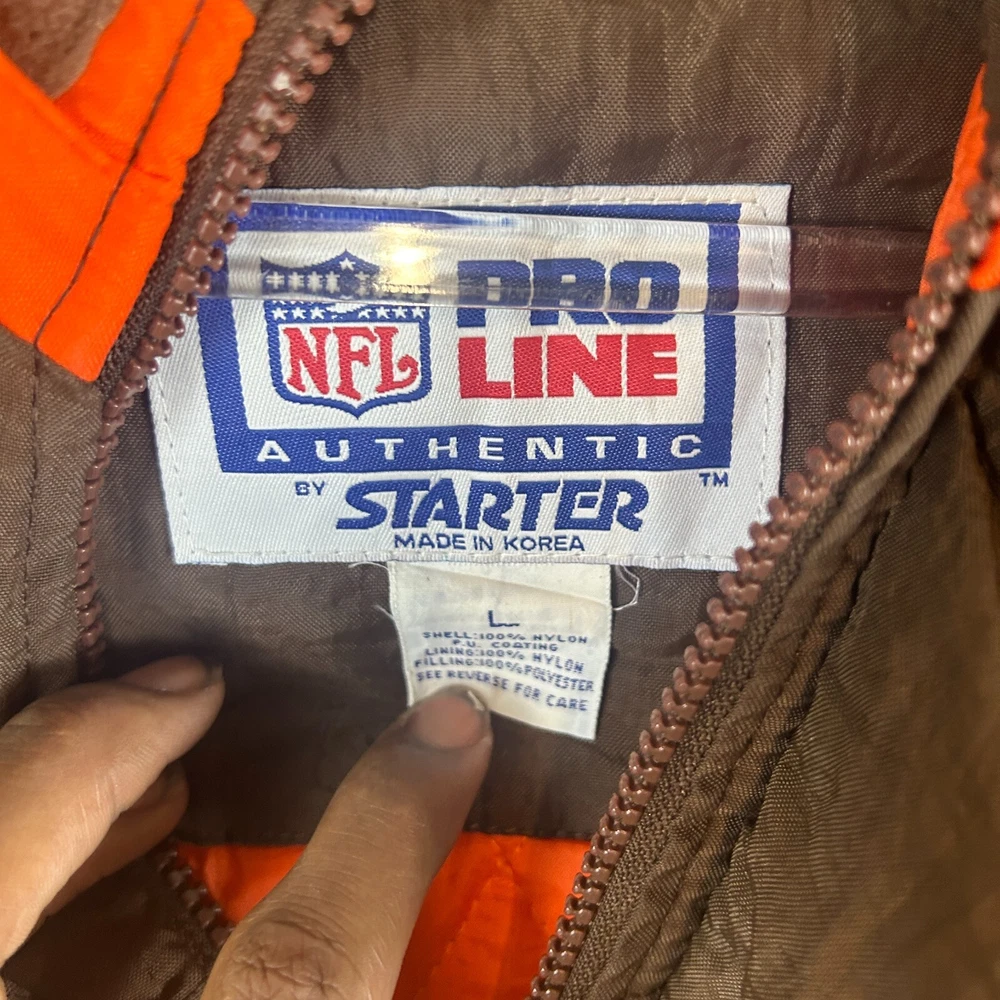 NFL
PRO
LINE
AUTHENTIC
BY STARTER TM
MADE IN KOREA
L
SHELL:100% NYLON
P.U. COATING
LINING:100% NYLON
FILLING:100% POLYESTER
SEE REVERSE FOR CARE